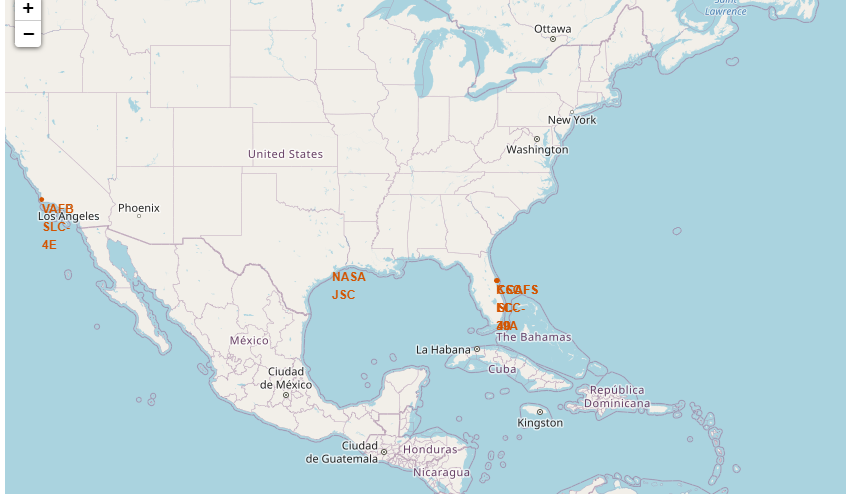 +
−
Saint
Lawrence
Ottawa
New York
Washington
United States
Phoenix
VAFB
SLC-
4E
Los Angeles
NASA
JSC
The Bahamas
La Habana
Cuba
México
Ciudad
de México
República
Dominicana
Kingston
Ciudad
de Guatemala
Honduras
Nicaragua